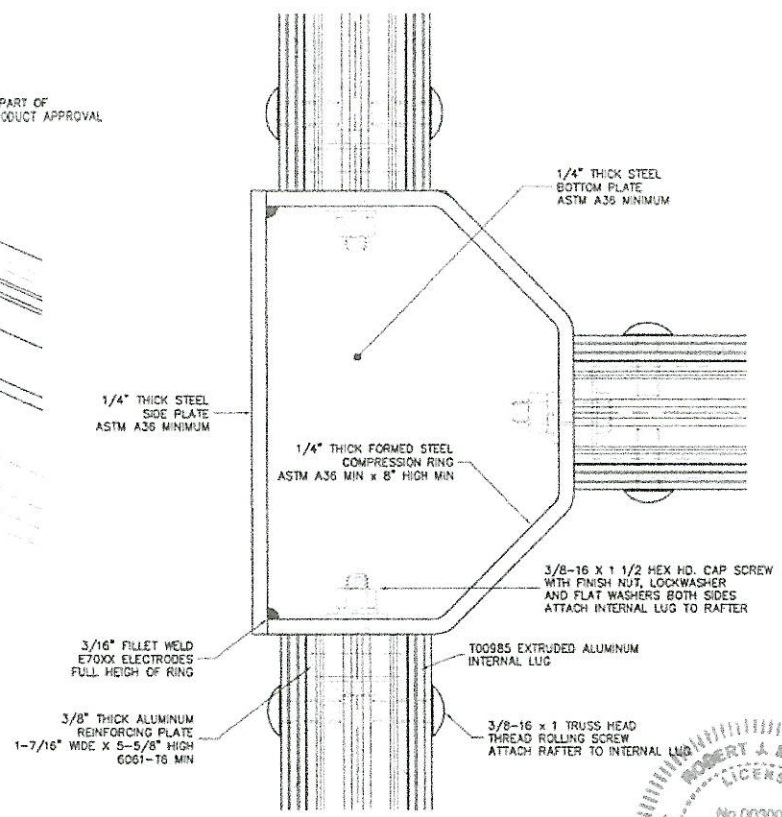 PART OF
PRODUCT APPROVAL
1/4" THICK STEEL
BOTTOM PLATE
ASTM A36 MINIMUM
1/4" THICK STEEL
SIDE PLATE
ASTM A36 MINIMUM
1/4" THICK FORMED STEEL
COMPRESSION RING
ASTM A36 MIN x 8" HIGH MIN
3/8-16 X 1 1/2 HEX HD. CAP SCREW
WITH FINISH NUT, LOCKWASHER
AND FLAT WASHERS BOTH SIDES
ATTACH INTERNAL LUG TO RAFTER
3/16" FILLET WELD
E70XX ELECTRODES
FULL HEIGH OF RING
T00985 EXTRUDED ALUMINUM
INTERNAL LUG
3/8" THICK ALUMINUM
REINFORCING PLATE
1-7/16" WIDE X 5-5/8" HIGH
6061-T6 MIN
3/8-16 x 1 TRUSS HEAD
THREAD ROLLING SCREW
ATTACH RAFTER TO INTERNAL LUG
ROBERT J.
LICENS